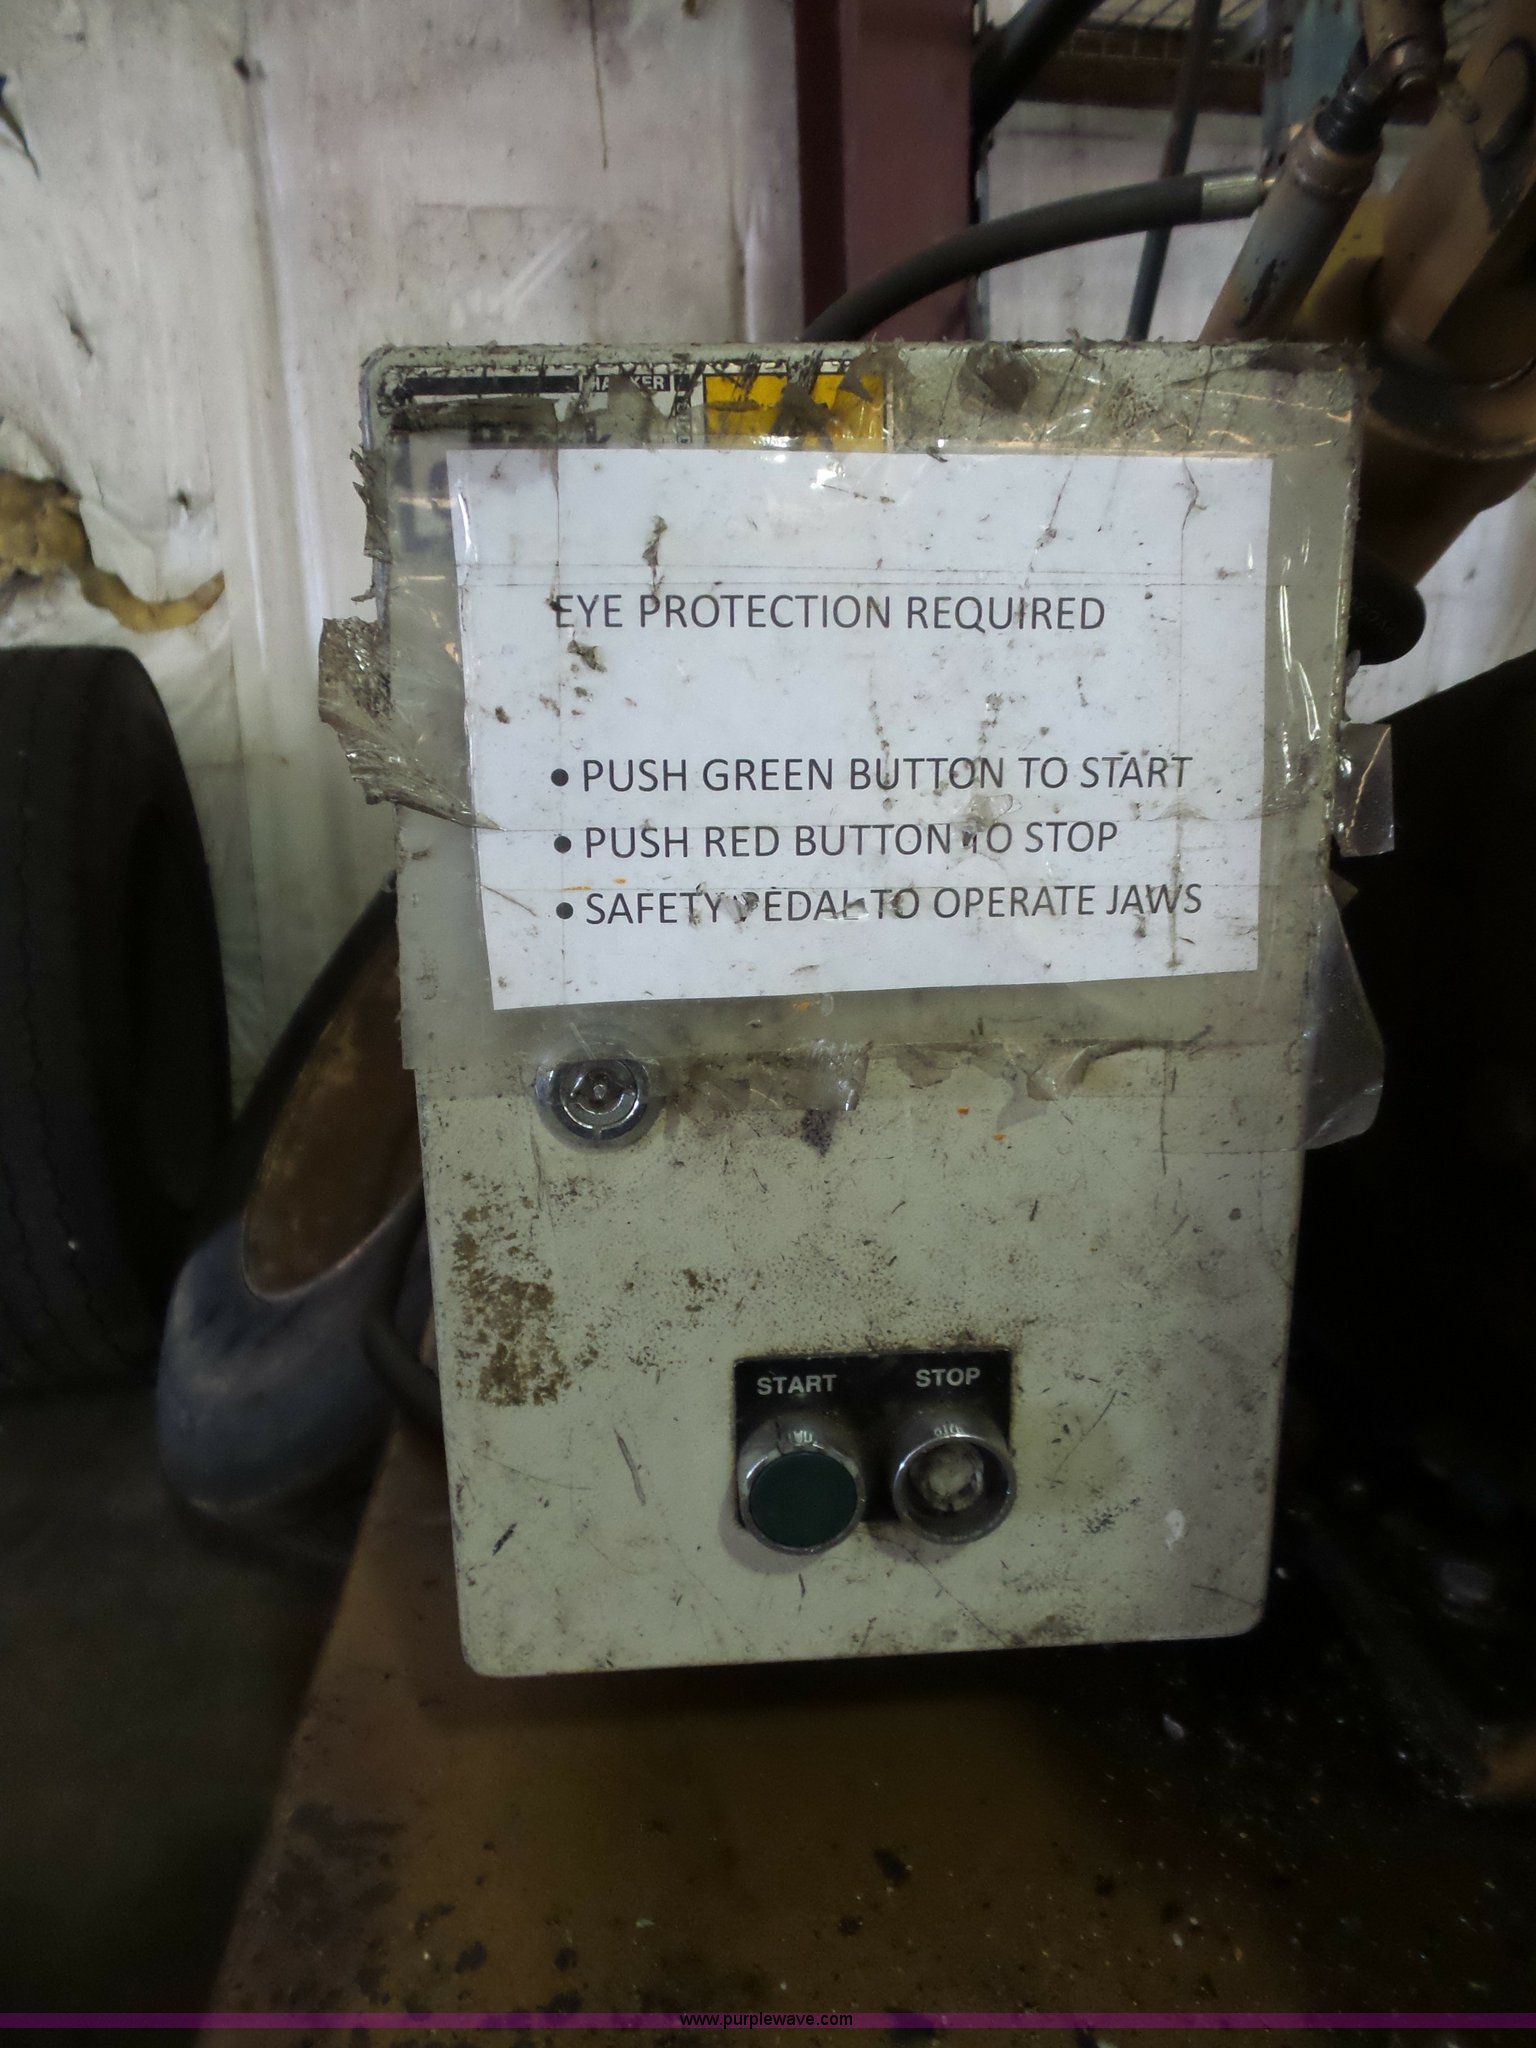 EYE PROTECTION REQUIRED
• PUSH GREEN BUTTON TO START
• PUSH RED BUTTON TO STOP
• SAFETY PEDAL TO OPERATE JAWS
START STOP
www.purplewave.com